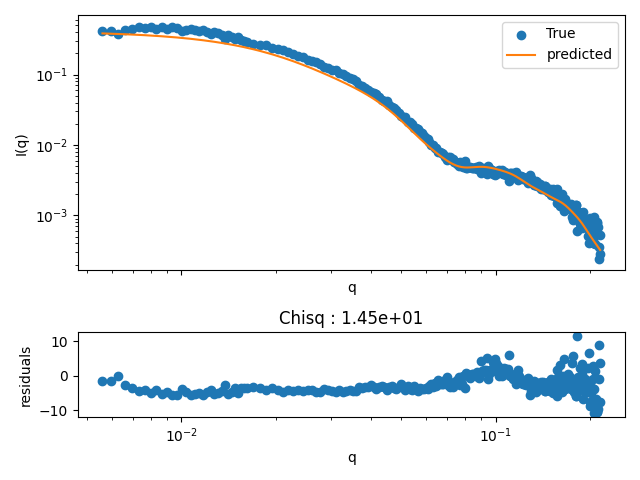 True
predicted
10⁻¹
10⁻²
10⁻³
I(q)
q
Chisq : 1.45e+01
10
0
−10
residuals
10⁻²
10⁻¹
q